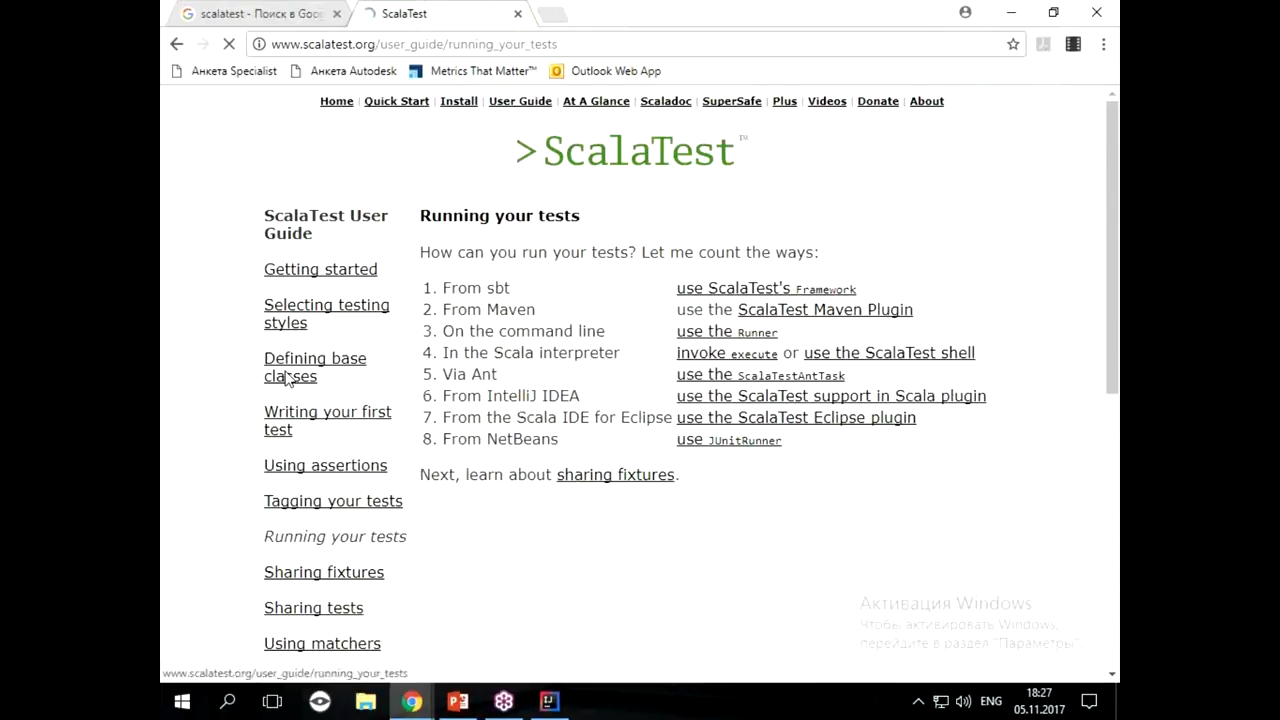 scalatest - Поиск в Goo
ScalaTest
www.scalatest.org/user_guide/running_your_tests
Анкета Specialist
Анкета Autodesk
Metrics That Matter™
Outlook Web App
Home | Quick Start | Install | User Guide | At A Glance | Scaladoc | SuperSafe | Plus | Videos | Donate | About
>ScalaTest™
ScalaTest User
Guide
Getting started
Selecting testing
styles
Defining base
classes
Writing your first
test
Using assertions
Tagging your tests
Running your tests
Sharing fixtures
Sharing tests
Using matchers
Running your tests
How can you run your tests? Let me count the ways:
1. From sbt use ScalaTest's Framework
2. From Maven use the ScalaTest Maven Plugin
3. On the command line use the Runner
4. In the Scala interpreter invoke execute or use the ScalaTest shell
5. Via Ant use the ScalaTestAntTask
6. From IntelliJ IDEA use the ScalaTest support in Scala plugin
7. From the Scala IDE for Eclipse use the ScalaTest Eclipse plugin
8. From NetBeans use JUnitRunner
Next, learn about sharing fixtures.
Активация Windows
Чтобы активировать Windows,
перейдите в раздел "Параметры".
www.scalatest.org/user_guide/running_your_tests
ENG
18:27
05.11.2017